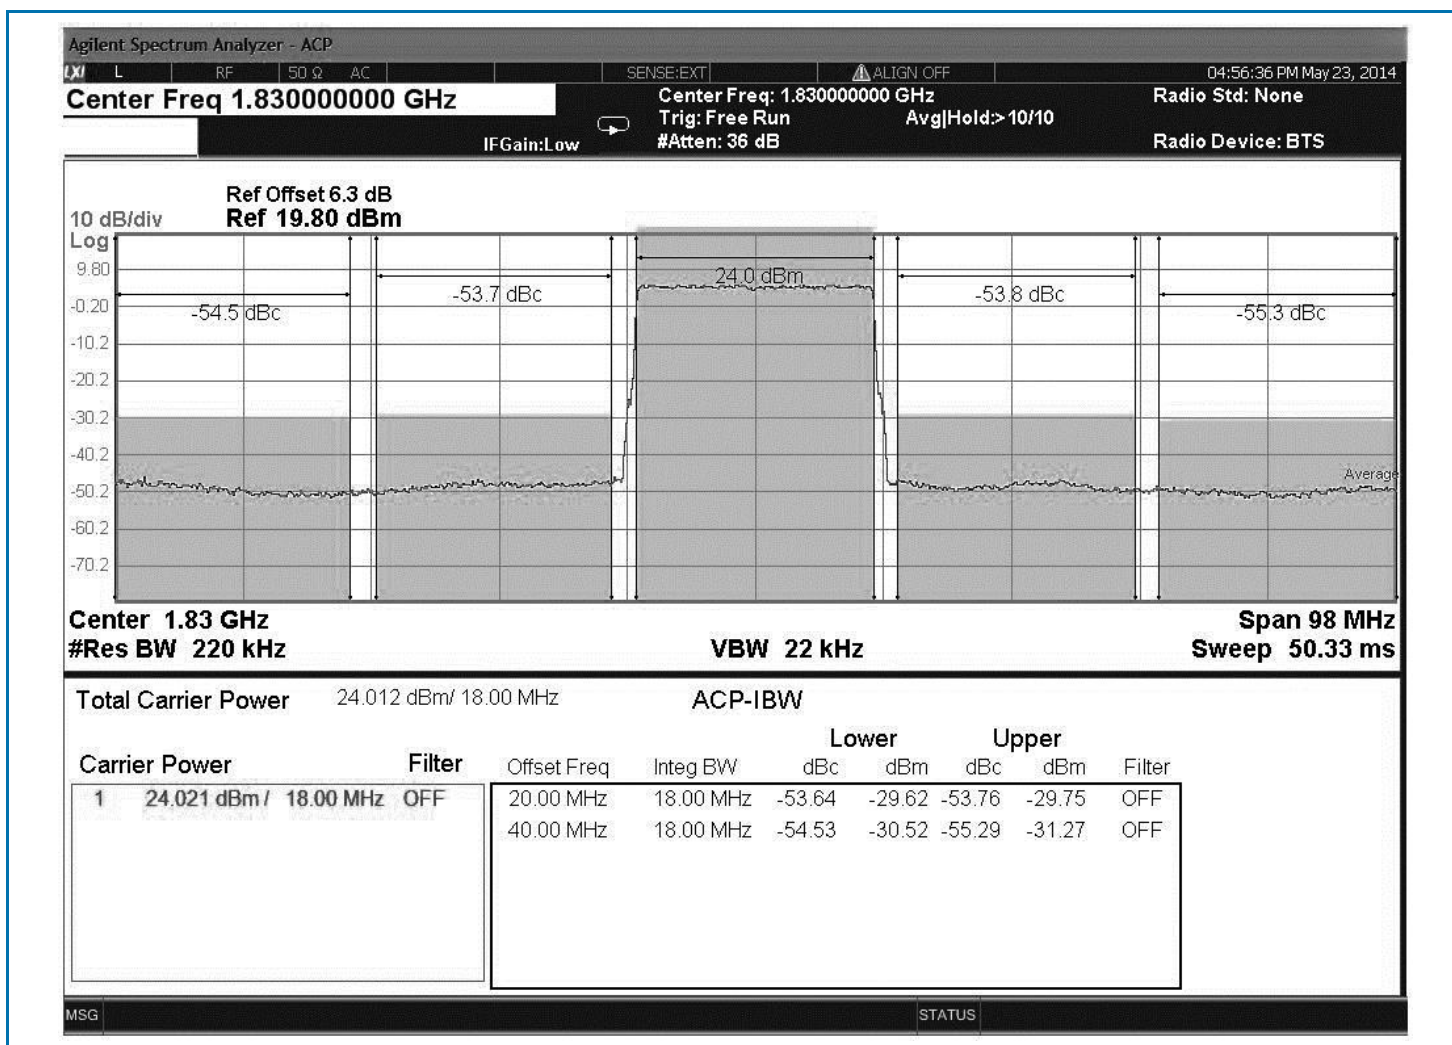 Agilent Spectrum Analyzer - ACP
LXI L RF 50 Ω AC SENSE:EXT ALIGN OFF 04:56:36 PM May 23, 2014
Center Freq 1.830000000 GHz Center Freq: 1.830000000 GHz Radio Std: None
Trig: Free Run Avg|Hold:>10/10
IFGain:Low #Atten: 36 dB Radio Device: BTS
Ref Offset 6.3 dB
10 dB/div Ref 19.80 dBm
Log
9.80
24.0 dBm
-53.7 dBc -53.8 dBc
-0.20
-54.5 dBc -55.3 dBc
-10.2
-20.2
-30.2
-40.2
Average
-50.2
-60.2
-70.2
Center 1.83 GHz Span 98 MHz
#Res BW 220 kHz VBW 22 kHz Sweep 50.33 ms
Total Carrier Power 24.012 dBm/ 18.00 MHz ACP-IBW
Lower Upper
Carrier Power Filter Offset Freq Integ BW dBc dBm dBc dBm Filter
1 24.021 dBm / 18.00 MHz OFF 20.00 MHz 18.00 MHz -53.64 -29.62 -53.76 -29.75 OFF
40.00 MHz 18.00 MHz -54.53 -30.52 -55.29 -31.27 OFF
MSG STATUS